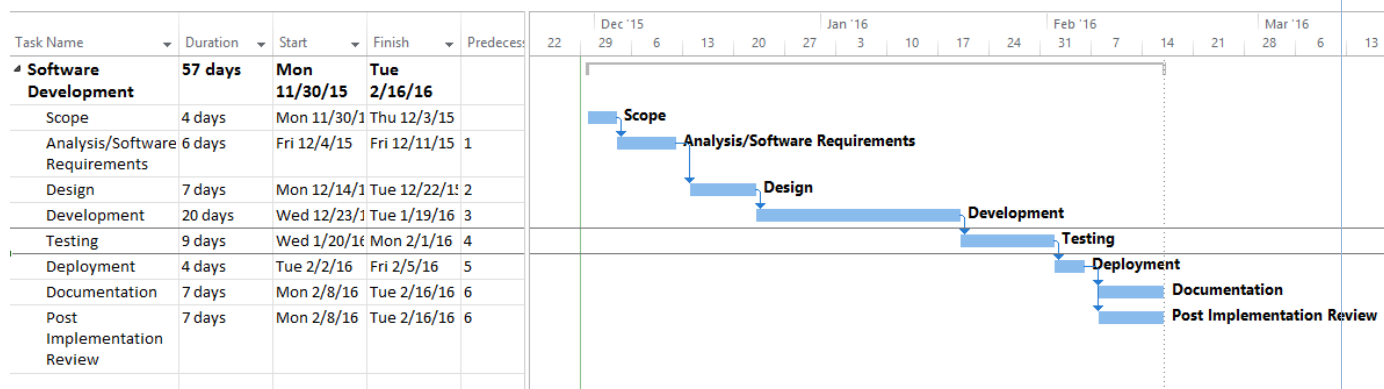 Dec '15 Jan '16 Feb '16 Mar '16
Task Name Duration Start Finish Predeces 22 29 6 13 20 27 3 10 17 24 31 7 14 21 28 6 13
Software 57 days Mon Tue
Development 11/30/15 2/16/16
Scope 4 days Mon 11/30/1 Thu 12/3/15 Scope
Analysis/Software 6 days Fri 12/4/15 Fri 12/11/15 1 Analysis/Software Requirements
Requirements
Design 7 days Mon 12/14/1 Tue 12/22/1! 2 Design
Development 20 days Wed 12/23/1 Tue 1/19/16 3 Development
Testing 9 days Wed 1/20/16 Mon 2/1/16 4 Testing
Deployment 4 days Tue 2/2/16 Fri 2/5/16 5 Deployment
Documentation 7 days Mon 2/8/16 Tue 2/16/16 6 Documentation
Post 7 days Mon 2/8/16 Tue 2/16/16 6 Post Implementation Review
Implementation
Review